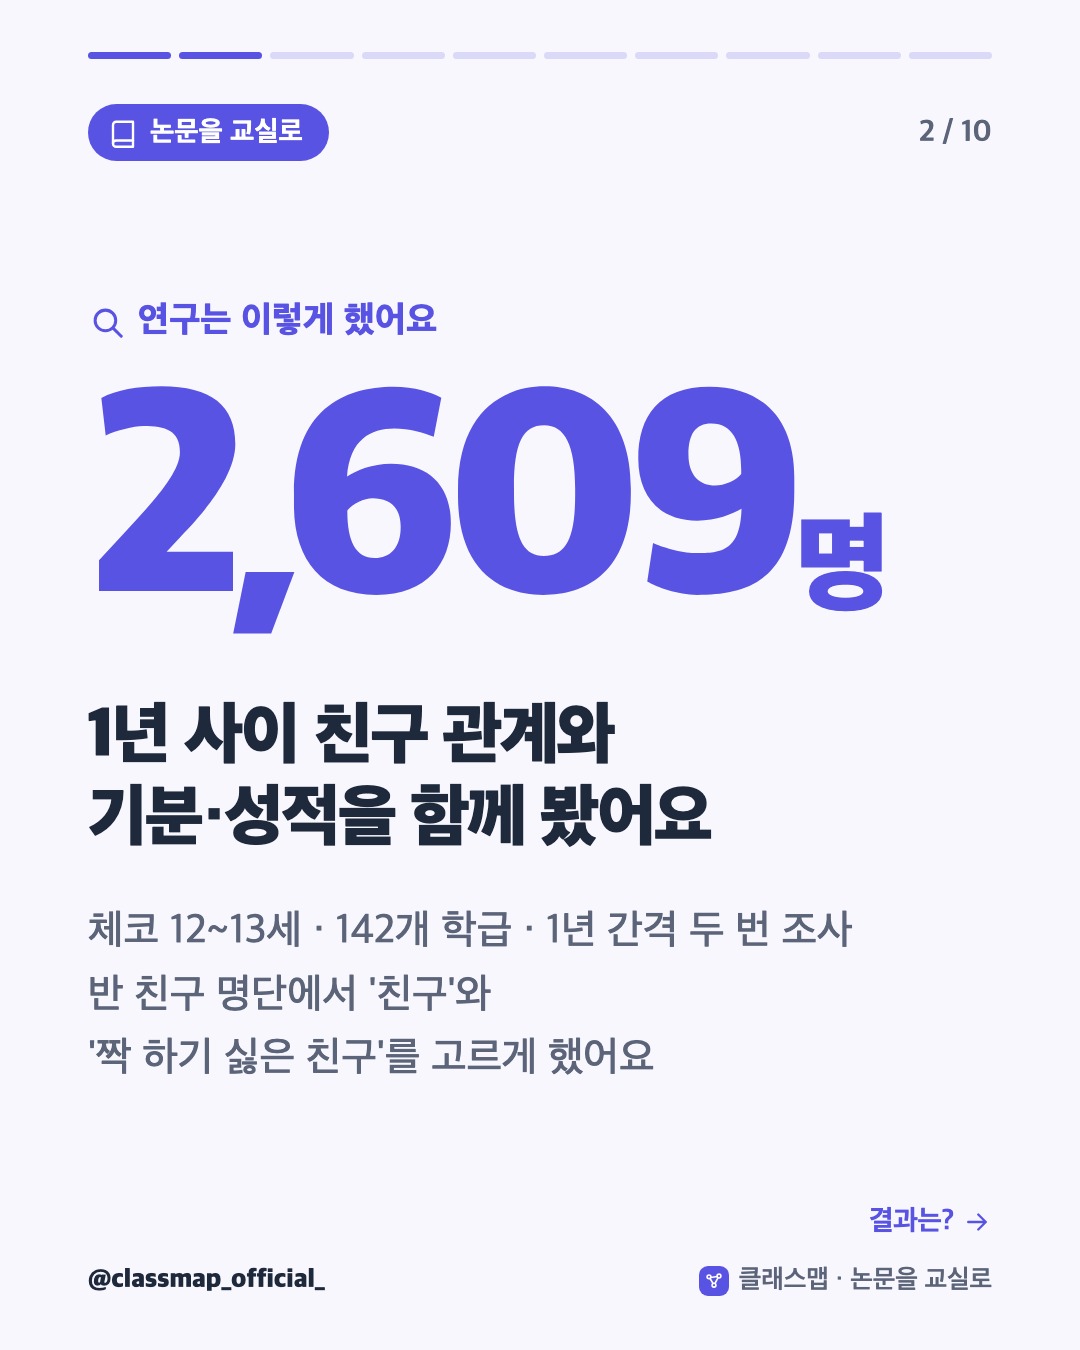 논문을 교실로
2 / 10
연구는 이렇게 했어요
2,609명
1년 사이 친구 관계와
기분·성적을 함께 봤어요
체코 12~13세 · 142개 학급 · 1년 간격 두 번 조사
반 친구 명단에서 '친구'와
'짝 하기 싫은 친구'를 고르게 했어요
결과는? →
@classmap_official_
클래스맵 · 논문을 교실로